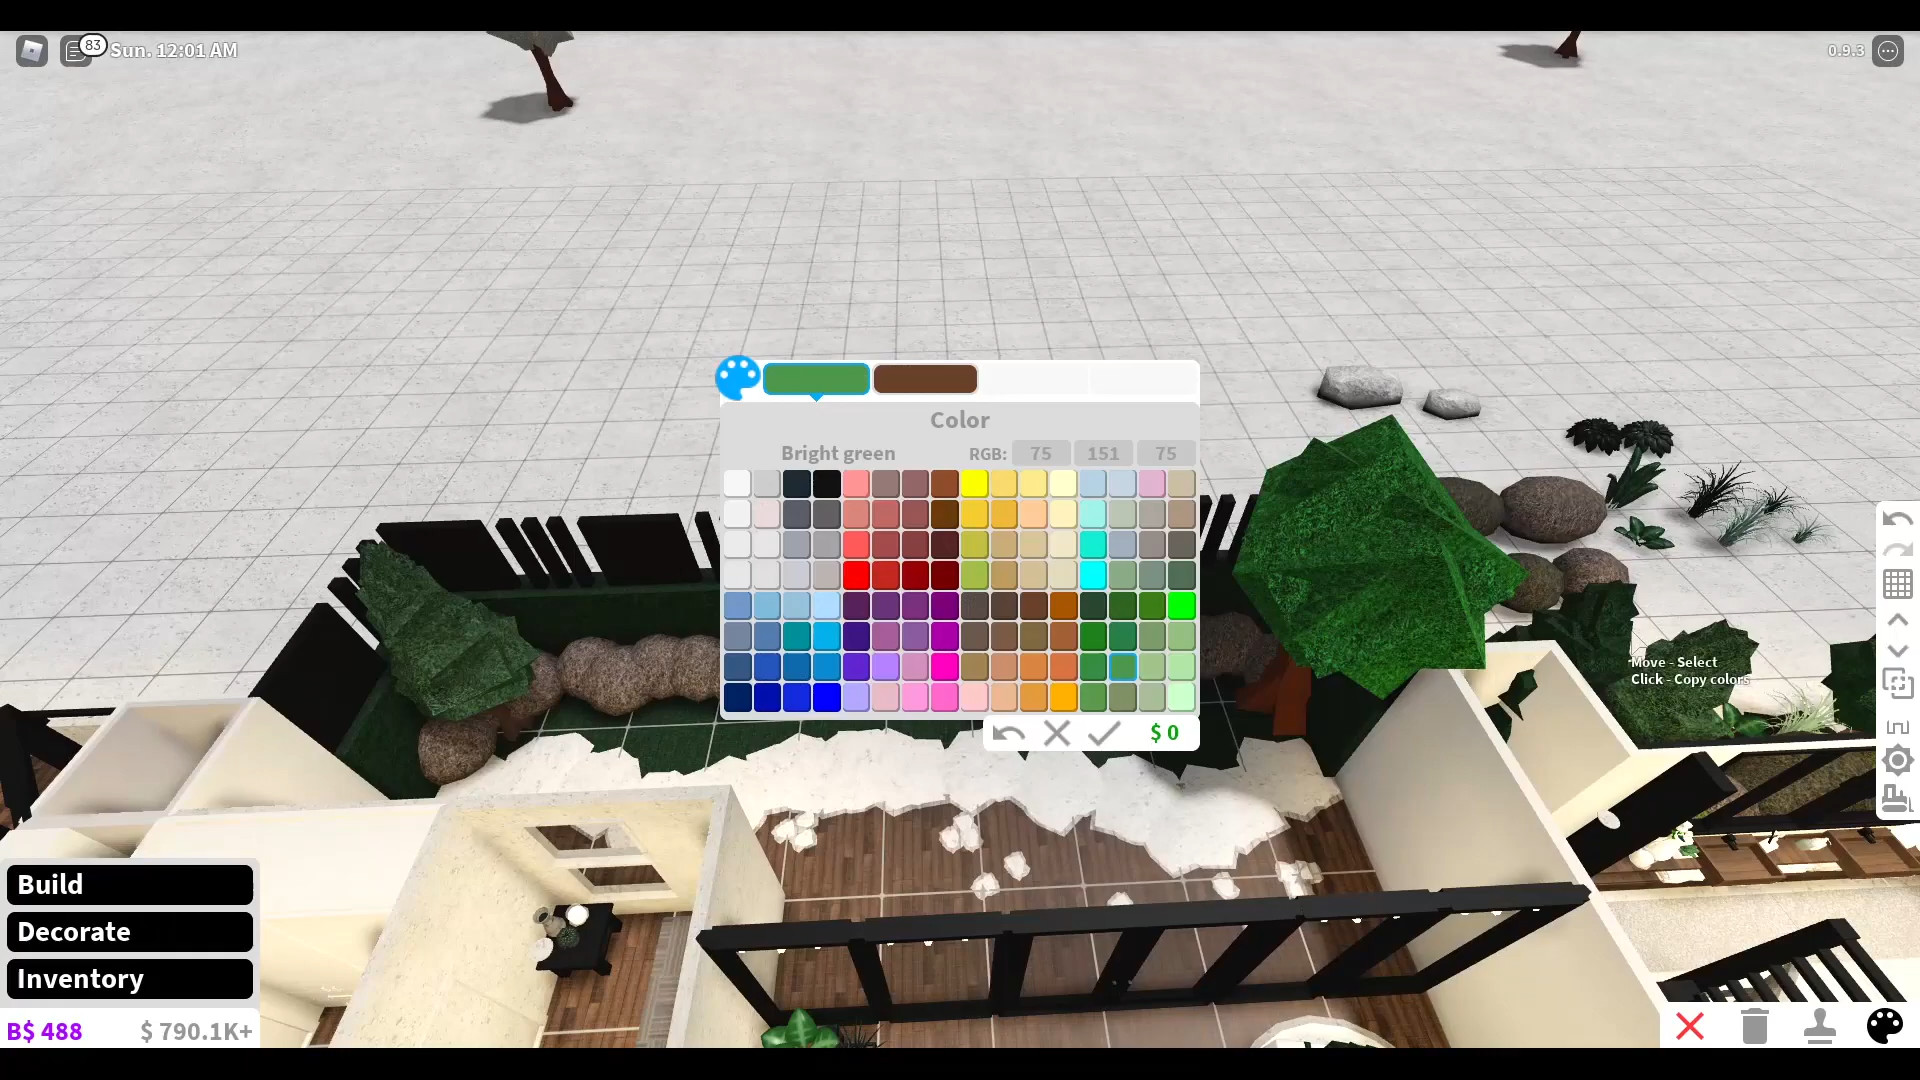 83
Sun. 12:01 AM
0.9.3
Color
Bright green
RGB: 75 151 75
Move - Select
Click - Copy colors
$ 0
Build
Decorate
Inventory
B$ 488
$ 790.1K+